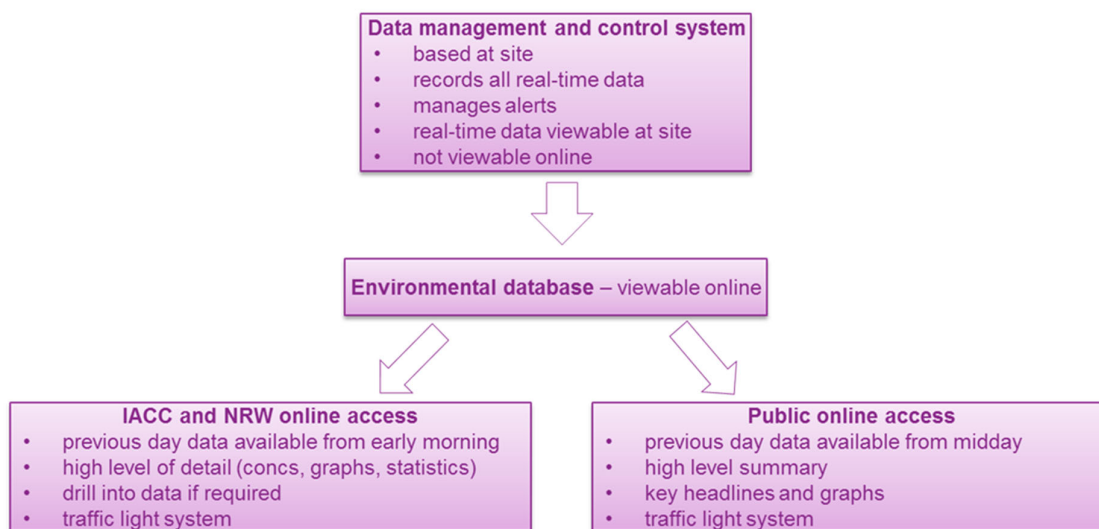 Data management and control system
• based at site
• records all real-time data
• manages alerts
• real-time data viewable at site
• not viewable online
Environmental database – viewable online
IACC and NRW online access
• previous day data available from early morning
• high level of detail (concs, graphs, statistics)
• drill into data if required
• traffic light system
Public online access
• previous day data available from midday
• high level summary
• key headlines and graphs
• traffic light system